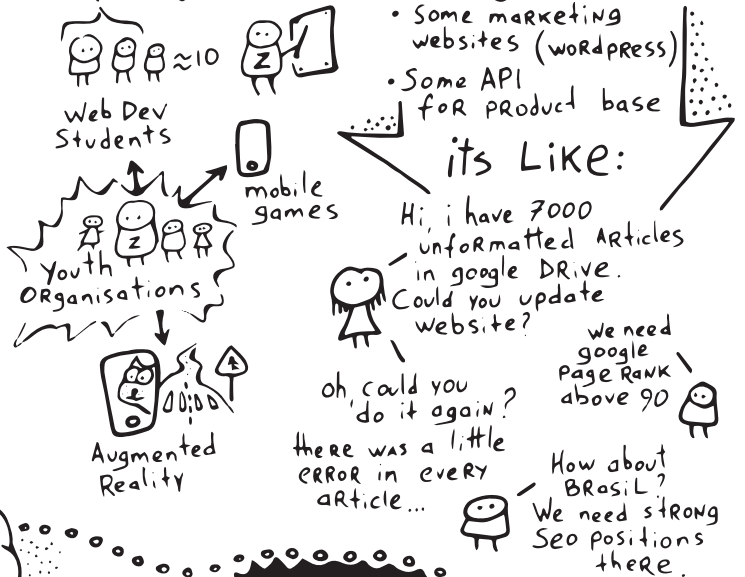 ≈10
z
Web Dev
Students
mobile
games
z
Youth
Organisations
Augmented
Reality
• Some marketing
websites (wordpress)
• Some API
for product base
its Like:
Hi, i have 7000
unformatted Articles
in google Drive.
Could you update
website?
oh, could you
do it again?
there was a little
error in every
article...
we need
google
Page Rank
above 90
How about
Brasil?
We need strong
Seo positions
there.